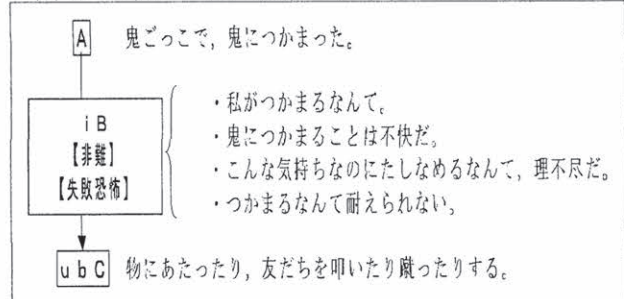 A 鬼ごっこで，鬼につかまった。
iB
【非難】
【失敗恐怖】
・私がつかまるなんて。
・鬼につかまることは不快だ。
・こんな気持ちなのにたしなめるなんて，理不尽だ。
・つかまるなんて耐えられない。
ubC 物にあたったり，友だちを叩いたり蹴ったりする。